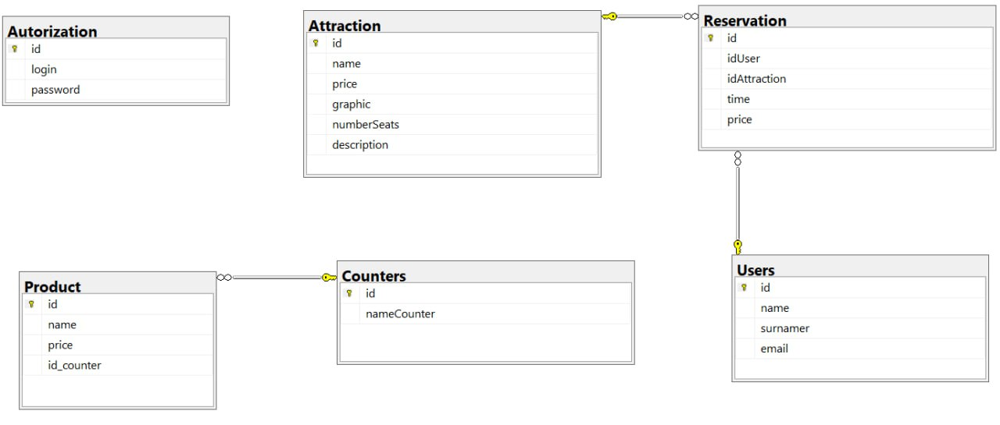 Autorization
id
login
password
Attraction
id
name
price
graphic
numberSeats
description
Reservation
id
idUser
idAttraction
time
price
Product
id
name
price
id_counter
Counters
id
nameCounter
Users
id
name
surnamer
email